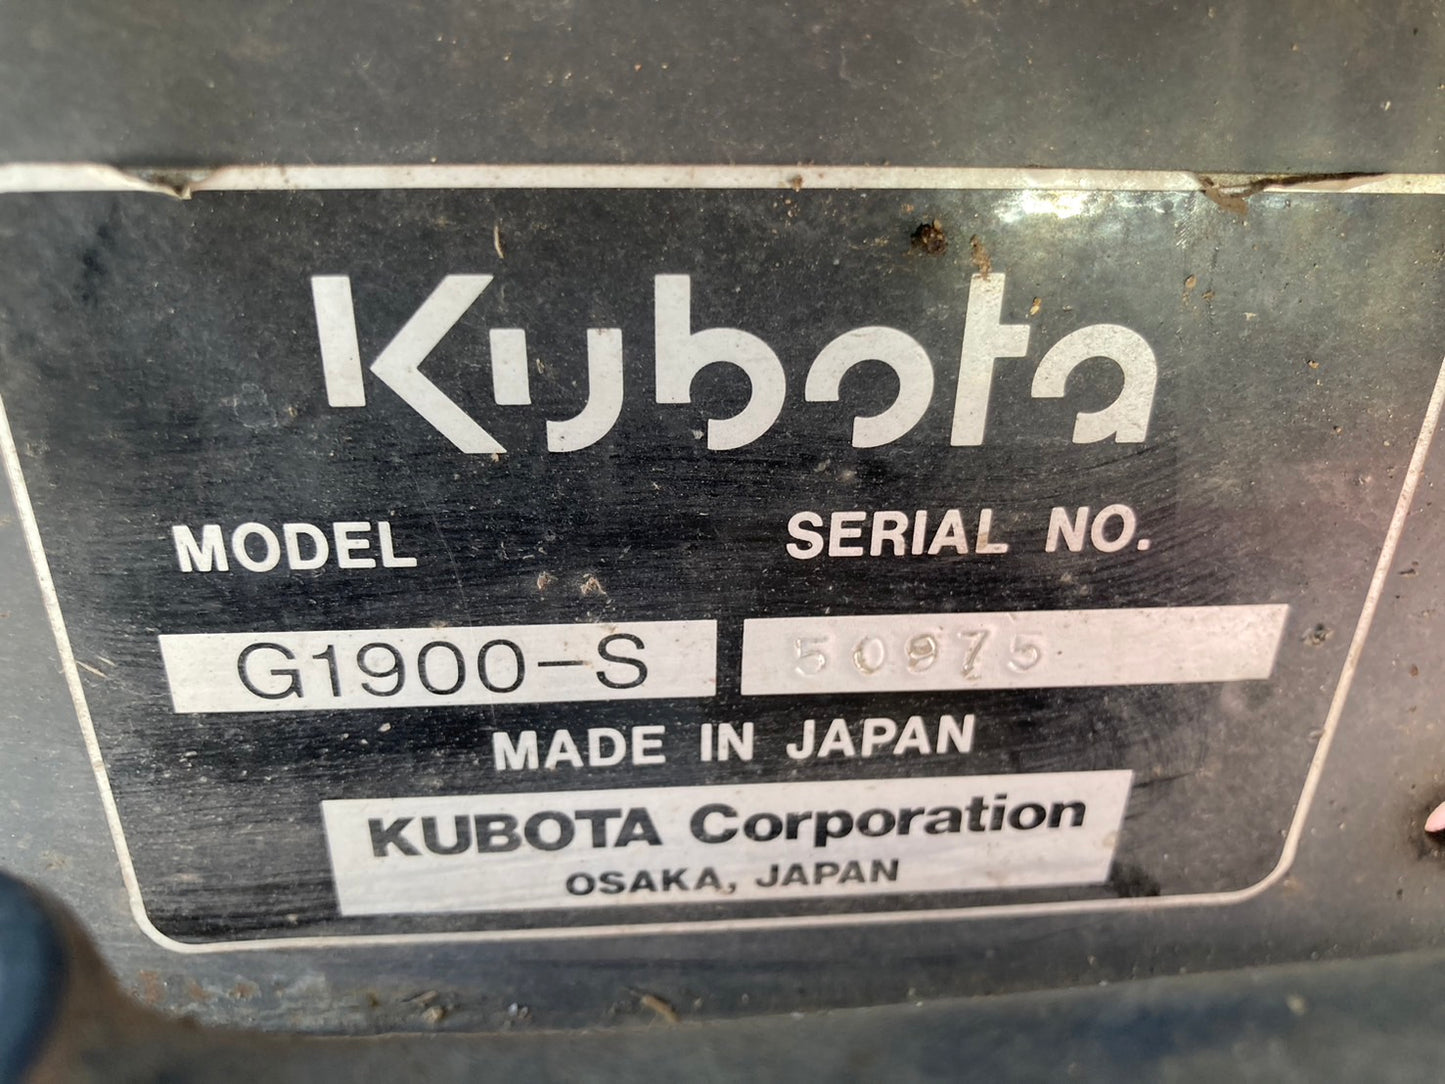 Kubota
MODEL SERIAL NO.
G1900-S 50975
MADE IN JAPAN
KUBOTA Corporation
OSAKA, JAPAN